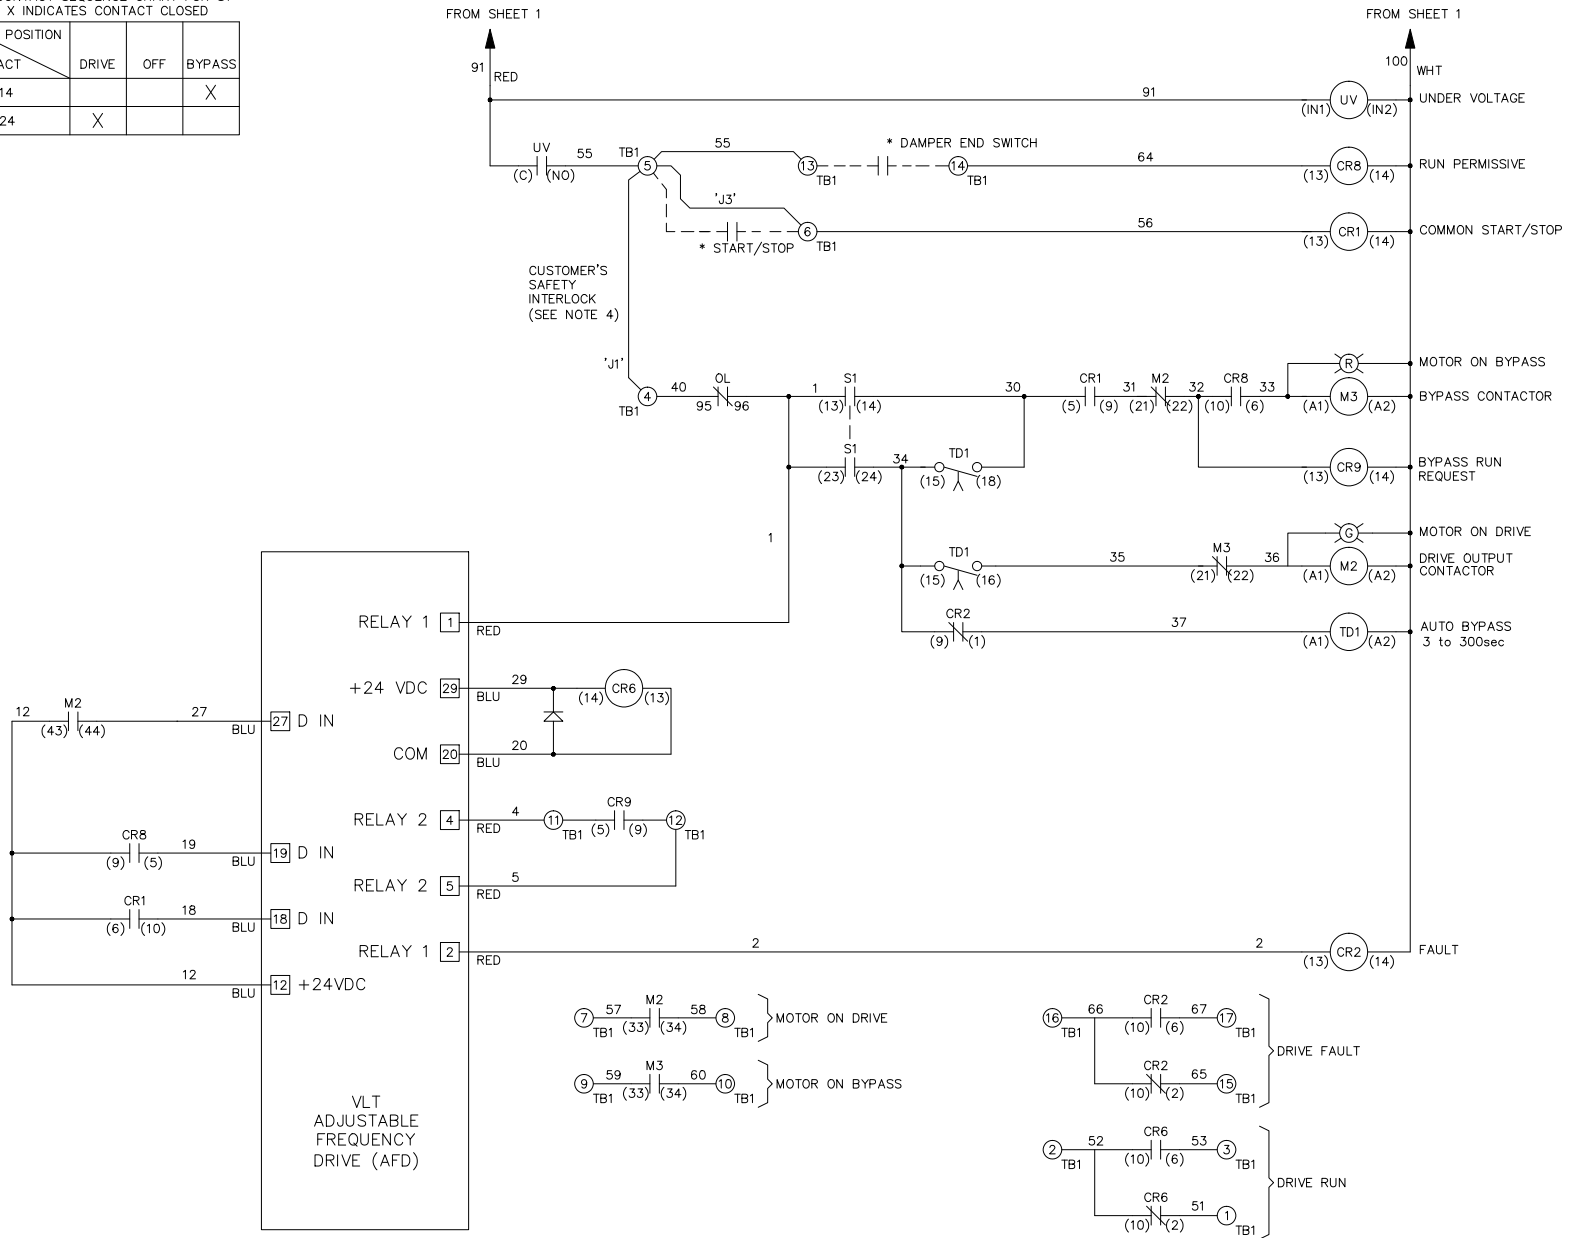 X INDICATES CONTACT CLOSED
POSITION
DRIVE OFF BYPASS
14 X
24 X
FROM SHEET 1
FROM SHEET 1
91 RED
100 WHT
91 (IN1) UV (IN2) UNDER VOLTAGE
UV (C) (NO) 55 TB1 5 55 13 TB1 * DAMPER END SWITCH 14 TB1 64 (13) CR8 (14) RUN PERMISSIVE
'J3'
* START/STOP 6 TB1 56 (13) CR1 (14) COMMON START/STOP
CUSTOMER'S
SAFETY
INTERLOCK
(SEE NOTE 4)
'J1'
R MOTOR ON BYPASS
TB1 4 40 OL 95 96 1 S1 (13) (14) 30 CR1 (5) (9) 31 M2 (21) (22) 32 CR8 (10) (6) 33 (A1) M3 (A2) BYPASS CONTACTOR
S1 (23) (24) 34 TD1 (15) (18) (13) CR9 (14) BYPASS RUN
REQUEST
1
G MOTOR ON DRIVE
TD1 (15) (16) 35 M3 (21) (22) 36 (A1) M2 (A2) DRIVE OUTPUT
CONTACTOR
CR2 (9) (1) 37 (A1) TD1 (A2) AUTO BYPASS
3 to 300sec
RELAY 1 1 RED
+24 VDC 29 BLU 29 (14) CR6 (13)
12 M2 (43) (44) 27 BLU 27 D IN
COM 20 BLU 20
RELAY 2 4 RED 4 11 TB1 CR9 (5) (9) 12 TB1
CR8 (9) (5) 19 BLU 19 D IN
RELAY 2 5 RED 5
CR1 (6) (10) 18 BLU 18 D IN
RELAY 1 2 RED 2 2 (13) CR2 (14) FAULT
12 BLU 12 +24VDC
7 TB1 57 M2 (33) (34) 58 8 TB1 MOTOR ON DRIVE
9 TB1 59 M3 (33) (34) 60 10 TB1 MOTOR ON BYPASS
16 TB1 66 CR2 (10) (6) 67 17 TB1
DRIVE FAULT
CR2 (10) (2) 65 15 TB1
2 TB1 52 CR6 (10) (6) 53 3 TB1
DRIVE RUN
CR6 (10) (2) 51 1 TB1
VLT
ADJUSTABLE
FREQUENCY
DRIVE (AFD)